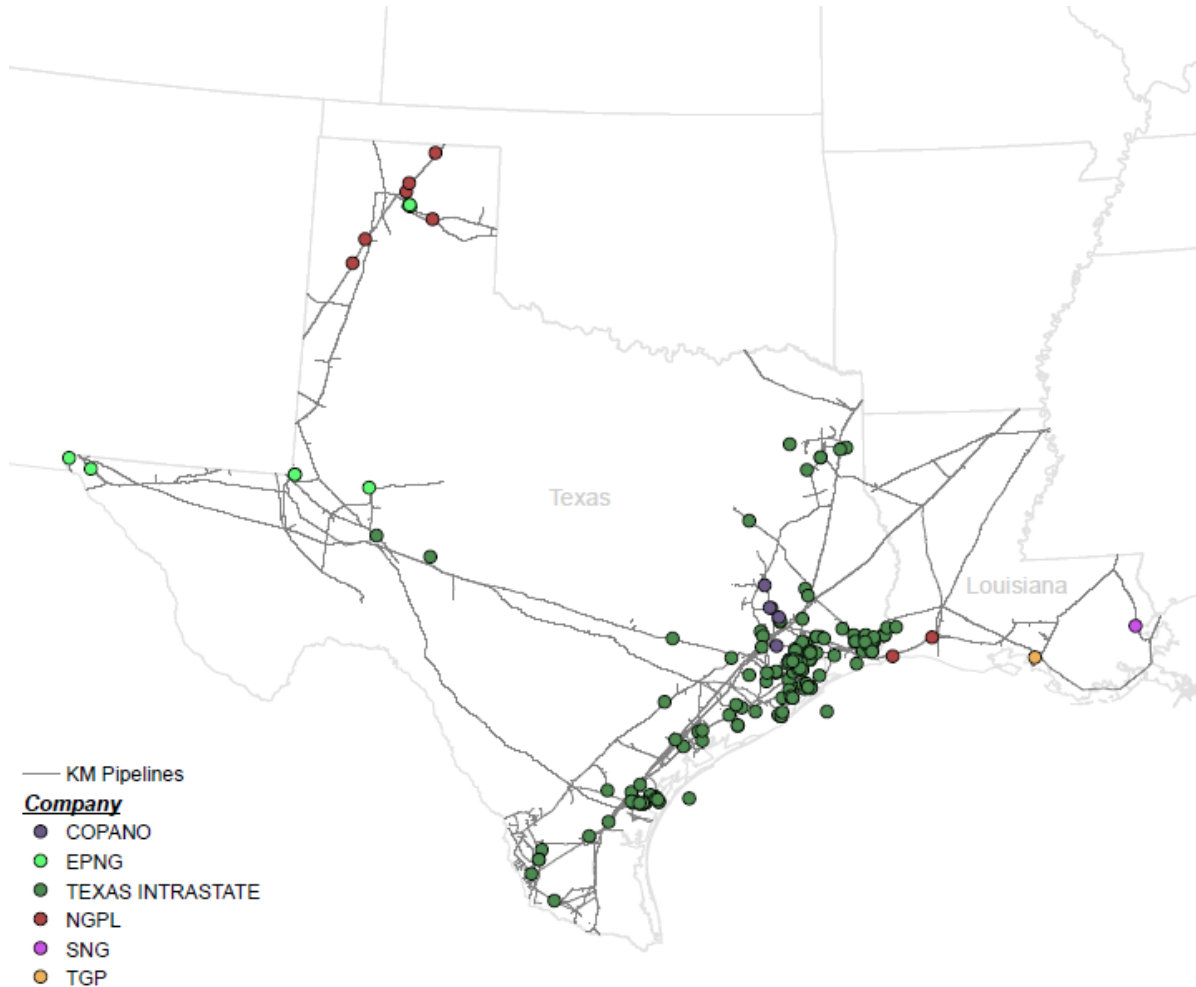 Texas
Louisiana
KM Pipelines
Company
COPANO
EPNG
TEXAS INTRASTATE
NGPL
SNG
TGP